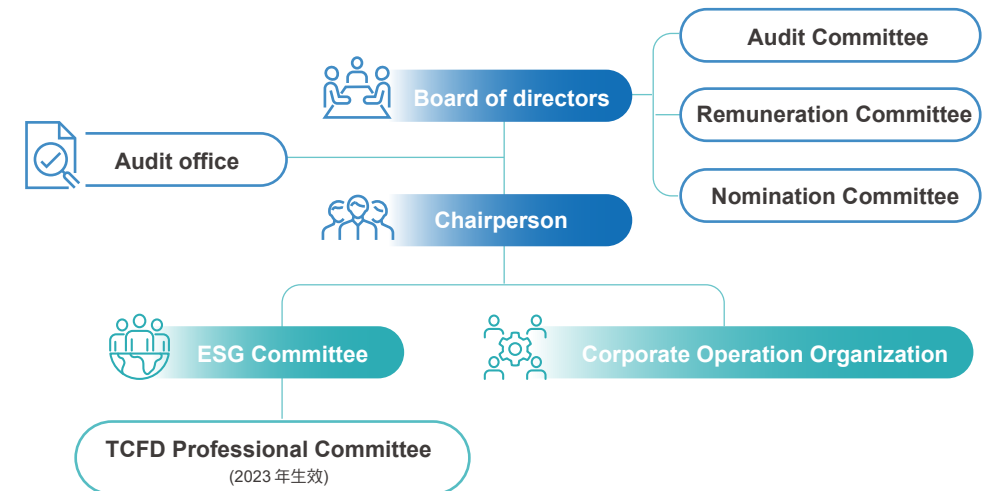 Audit Committee
Board of directors
Remuneration Committee
Audit office
Nomination Committee
Chairperson
ESG Committee
Corporate Operation Organization
TCFD Professional Committee
(2023 年生效)